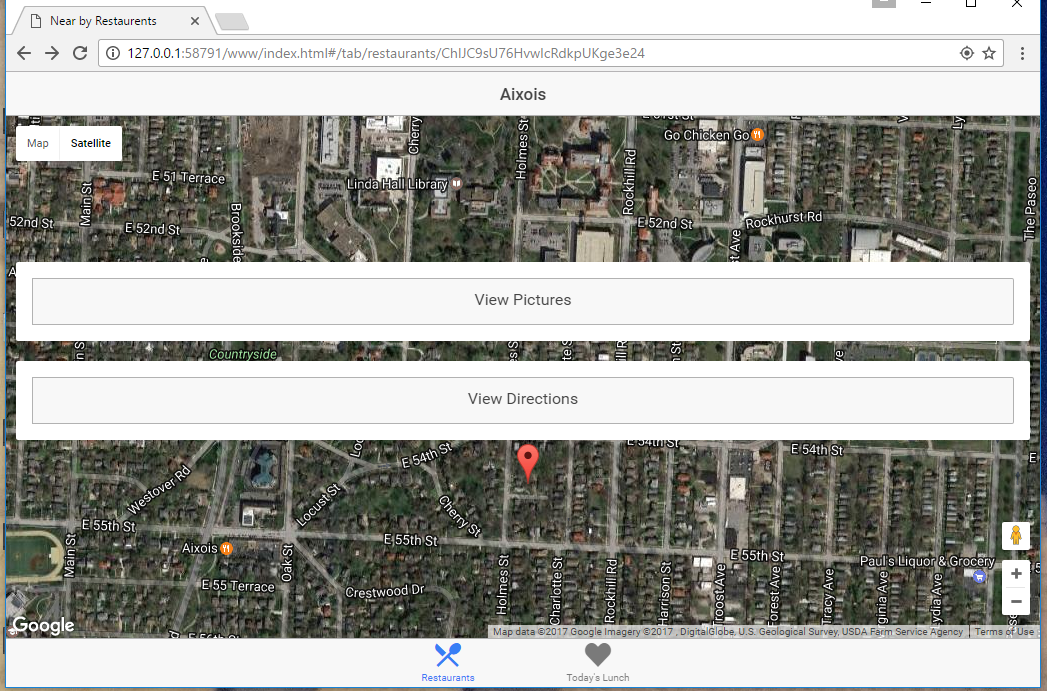 Near by Restaurents
127.0.0.1:58791/www/index.html#/tab/restaurants/ChIJC9sU76HvwIcRdkpUKge3e24
Aixois
Map
Satellite
Go Chicken Go
Cherry
Holmes St
Linda Hall Library
Rockhill Rd
The Paseo
E 51 Terrace
Main St
52nd St
E 52nd St
Brookside
E 52nd St
Rockhurst Rd
View Pictures
Countryside
View Directions
E 54th St
E 54th St
E 54th St
Westover Rd
Locust St
Cherry St
E 55th St
E 55th St
E 55th St
Aixois
Main St
Oak St
Paul's Liquor & Grocery
E 55 Terrace
Crestwood Dr
Holmes St
Charlotte St
Rockhill Rd
Harrison St
Troost Ave
Forest Ave
Tracy Ave
Lydia Ave
Google
Map data ©2017 Google Imagery ©2017 , DigitalGlobe, U.S. Geological Survey, USDA Farm Service Agency
Terms of Use
Restaurants
Today's Lunch